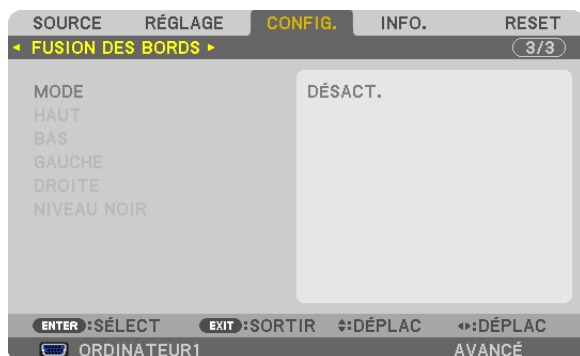 SOURCE RÉGLAGE CONFIG. INFO. RESET
◂ FUSION DES BORDS ▸ 3/3
MODE DÉSACT.
HAUT
BAS
GAUCHE
DROITE
NIVEAU NOIR
ENTER:SÉLECT EXIT:SORTIR ♦:DÉPLAC ◂▸:DÉPLAC
ORDINATEUR1 AVANCÉ